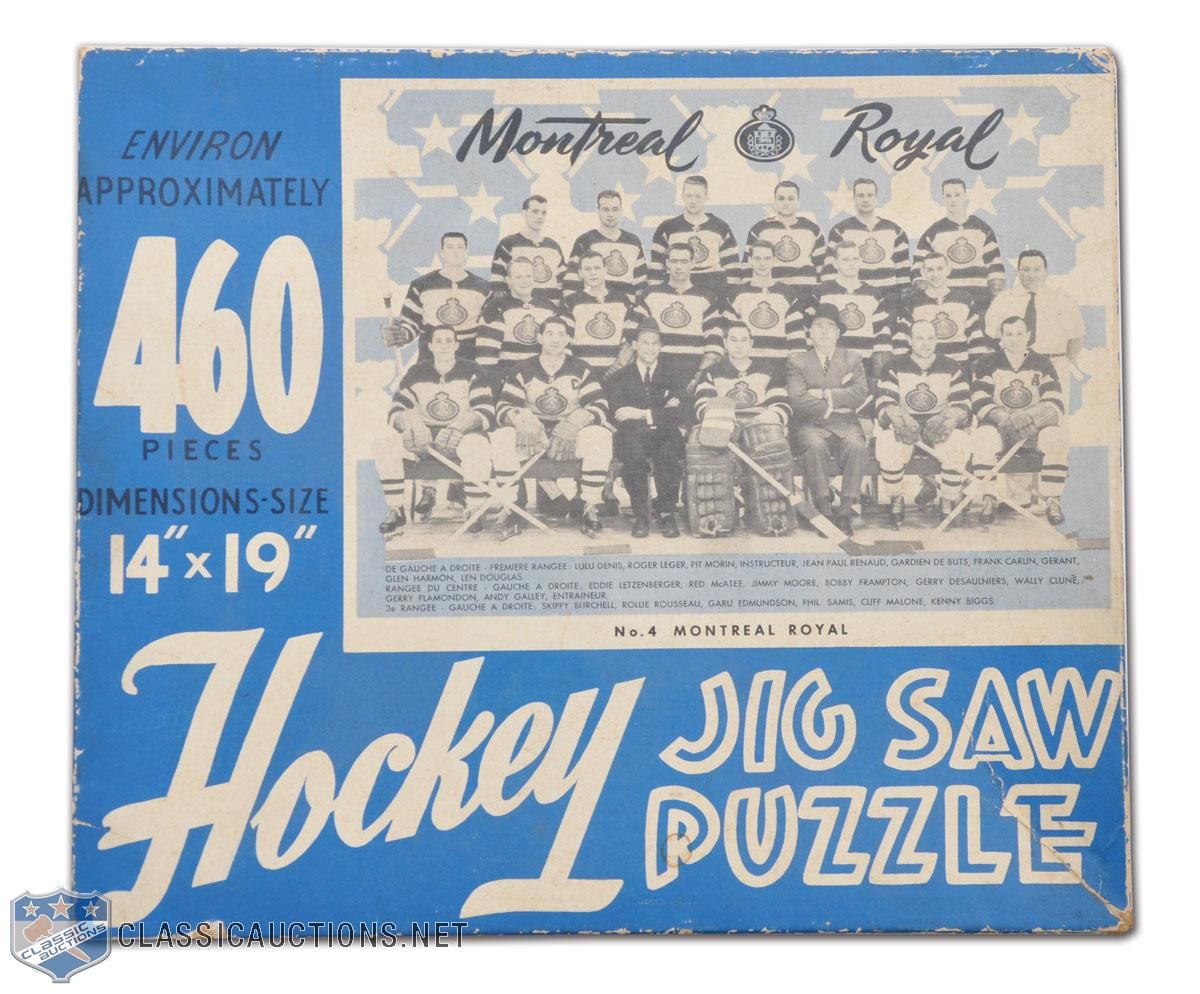 ENVIRON
APPROXIMATELY
460
PIECES
DIMENSIONS-SIZE
14" x 19"
Montreal Royal
DE GAUCHE A DROITE - PREMIERE RANGEE: LULU DENIS, ROGER LEGER, PIT MORIN, INSTRUCTEUR, JEAN PAUL RENAUD, GARDIEN DE BUTS, FRANK CARLIN, GERANT,
GLEN HARMON, LEN DOUGLAS.
RANGEE DU CENTRE - GAUCHE A DROITE: EDDIE LETZENBERGER, RED McATEE, JIMMY MOORE, BOBBY FRAMPTON, GERRY DESAULNIERS, WALLY CLUNE,
GERRY FLAMONDON, ANDY GALLEY, ENTRAINEUR.
3e RANGEE - GAUCHE A DROITE: SKIPPY BURCHELL, ROLLIE ROUSSEAU, GARU EDMUNDSON, PHIL. SAMIS, CLIFF MALONE, KENNY BIGGS.
No. 4 MONTREAL ROYAL
Hockey JIG SAW
PUZZLE
CLASSIC
AUCTIONS
CLASSICAUCTIONS.NET